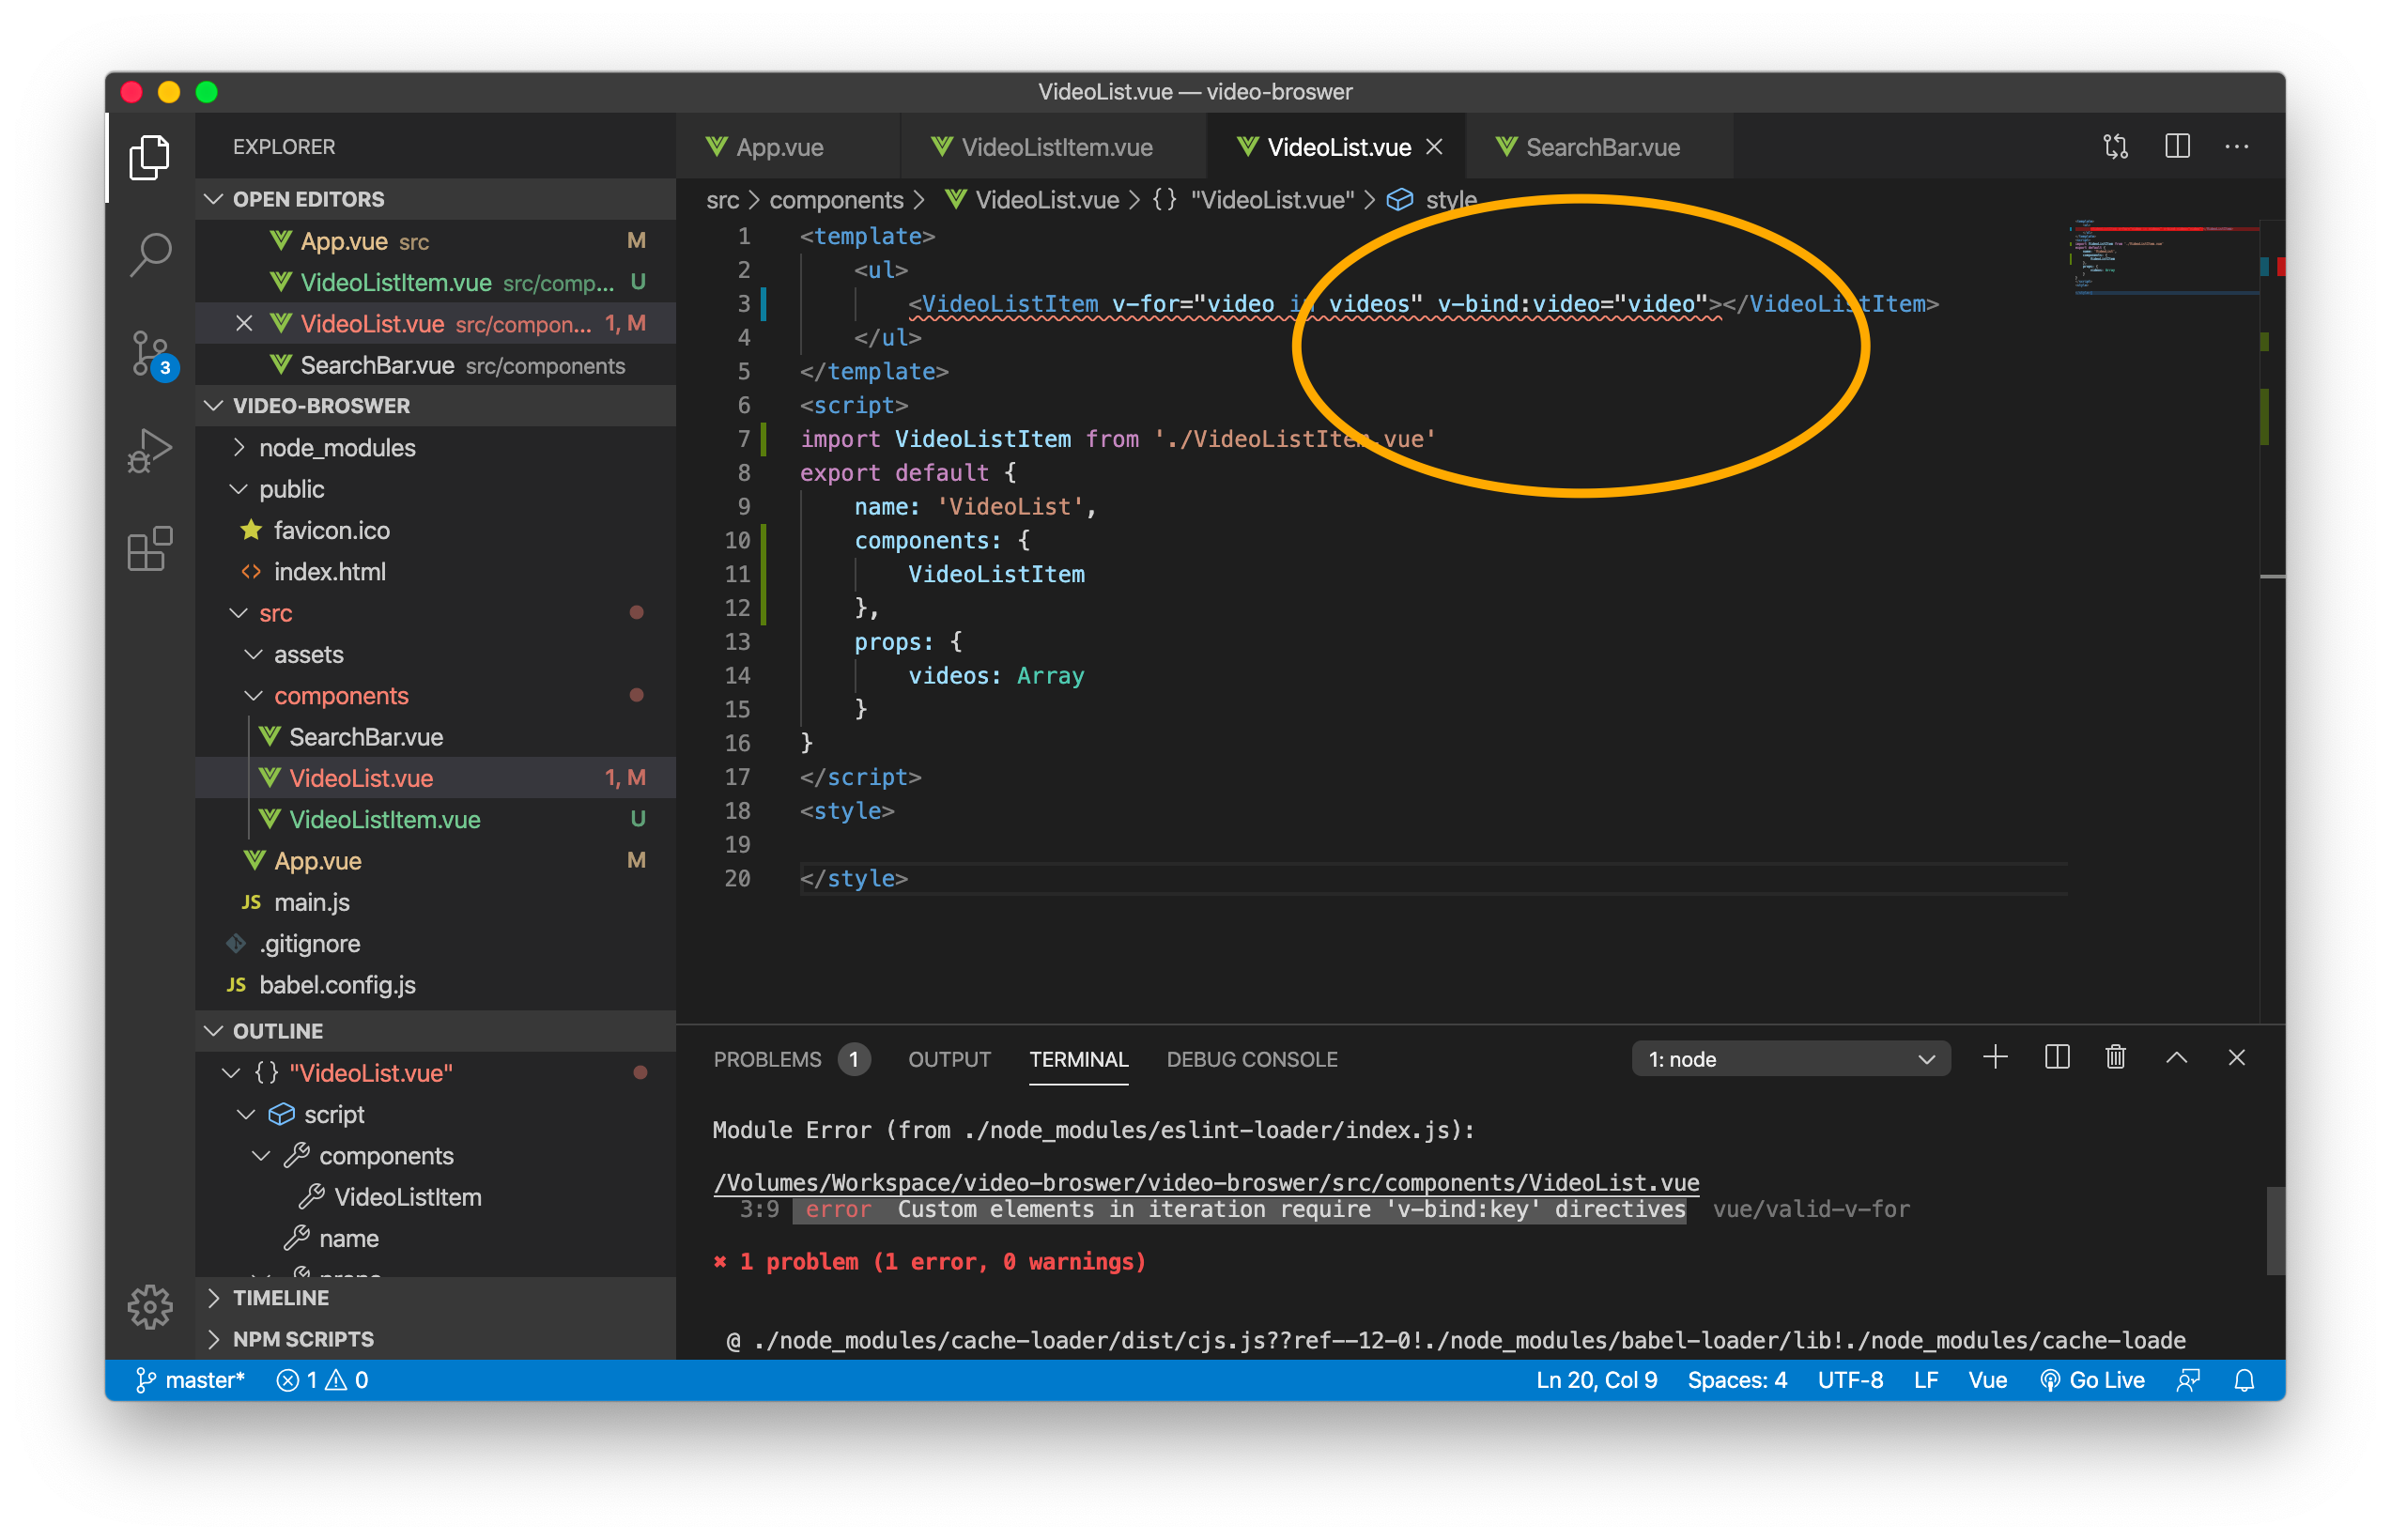 VideoList.vue — video-broswer
EXPLORER
OPEN EDITORS
App.vue src M
VideoListItem.vue src/comp... U
VideoList.vue src/compon... 1, M
SearchBar.vue src/components
3
VIDEO-BROSWER
node_modules
public
favicon.ico
<> index.html
src
assets
components
SearchBar.vue
VideoList.vue 1, M
VideoListItem.vue U
App.vue M
JS main.js
.gitignore
JS babel.config.js
OUTLINE
{} "VideoList.vue"
script
components
VideoListItem
name
TIMELINE
NPM SCRIPTS
App.vue VideoListItem.vue VideoList.vue SearchBar.vue
src > components > VideoList.vue > {} "VideoList.vue" > style
1 <template>
2 <ul>
3 <VideoListItem v-for="video in videos" v-bind:video="video"></VideoListItem>
4 </ul>
5 </template>
6 <script>
7 import VideoListItem from './VideoListItem.vue'
8 export default {
9 name: 'VideoList',
10 components: {
11 VideoListItem
12 },
13 props: {
14 videos: Array
15 }
16 }
17 </script>
18 <style>
19
20 </style>
PROBLEMS 1 OUTPUT TERMINAL DEBUG CONSOLE 1: node
Module Error (from ./node_modules/eslint-loader/index.js):
/Volumes/Workspace/video-broswer/video-broswer/src/components/VideoList.vue
3:9 error Custom elements in iteration require 'v-bind:key' directives vue/valid-v-for
✖ 1 problem (1 error, 0 warnings)
@ ./node_modules/cache-loader/dist/cjs.js??ref--12-0!./node_modules/babel-loader/lib!./node_modules/cache-loade
master* 1 0 Ln 20, Col 9 Spaces: 4 UTF-8 LF Vue Go Live